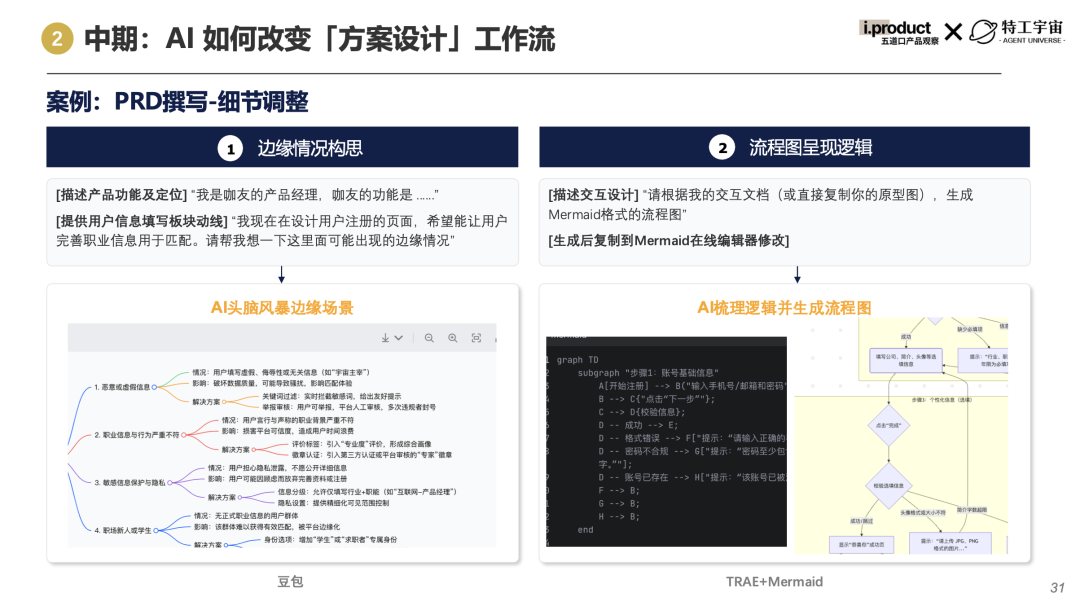 2 中期：AI 如何改变「方案设计」工作流
i.product
五道口产品观察
特工宇宙
- AGENT UNIVERSE -
案例：PRD撰写-细节调整
1 边缘情况构思
[描述产品功能及定位] “我是咖友的产品经理，咖友的功能是 ......”
[提供用户信息填写板块动线] “我现在在设计用户注册的页面，希望能让用户
完善职业信息用于匹配。请帮我想一下这里面可能出现的边缘情况”
AI头脑风暴边缘场景
1. 恶意或虚假信息
情况：用户填写虚假、侮辱性或无关信息（如“宇宙主宰”）
影响：破坏数据质量，可能导致骚扰，影响匹配体验
解决方案
关键词过滤：实时拦截敏感词，给出友好提示
举报审核：用户可举报，平台人工审核，多次违规者封号
2. 职业信息与行为严重不符
情况：用户言行与声称的职业背景严重不符
影响：损害平台可信度，造成用户时间浪费
解决方案
评价标签：引入“专业度”评价，形成综合画像
徽章认证：引入第三方认证或平台审核的“专家”徽章
3. 敏感信息保护与隐私
情况：用户担心隐私泄露，不愿公开详细信息
影响：用户可能因顾虑而放弃完善资料或注册
解决方案
信息分级：允许仅填写行业+职能（如“互联网-产品经理”）
隐私设置：提供精细化可见范围控制
4. 职场新人或学生
情况：无正式职业信息的用户群体
影响：该群体难以获得有效匹配，被平台边缘化
解决方案
身份选项：增加“学生”或“求职者”专属身份
豆包
2 流程图呈现逻辑
[描述交互设计] “请根据我的交互文档（或直接复制你的原型图），生成
Mermaid格式的流程图”
[生成后复制到Mermaid在线编辑器修改]
AI梳理逻辑并生成流程图
graph TD
subgraph "步骤1：账号基础信息"
A[开始注册] --> B("输入手机号/邮箱和密码"
B --> C{"点击“下一步”"};
C --> D{校验信息};
D -- 成功 --> E;
D -- 格式错误 --> F["提示：“请输入正确的
D -- 密码不合规 --> G["提示：“密码至少包
字。”"];
D -- 账号已存在 --> H["提示：“该账号已被
F --> B;
G --> B;
H --> B;
end
成功
缺少必填项
填写公司、简介、头像等选
填信息
提示：“行业、职
年限为必填
步骤3：个性化信息（选填）
点击“完成”
校验选填信息
成功/跳过
头像格式或大小不符
简介字数超限
显示“恭喜你”成功页
提示：“请上传 JPG、PNG
格式的图片...”
TRAE+Mermaid
31